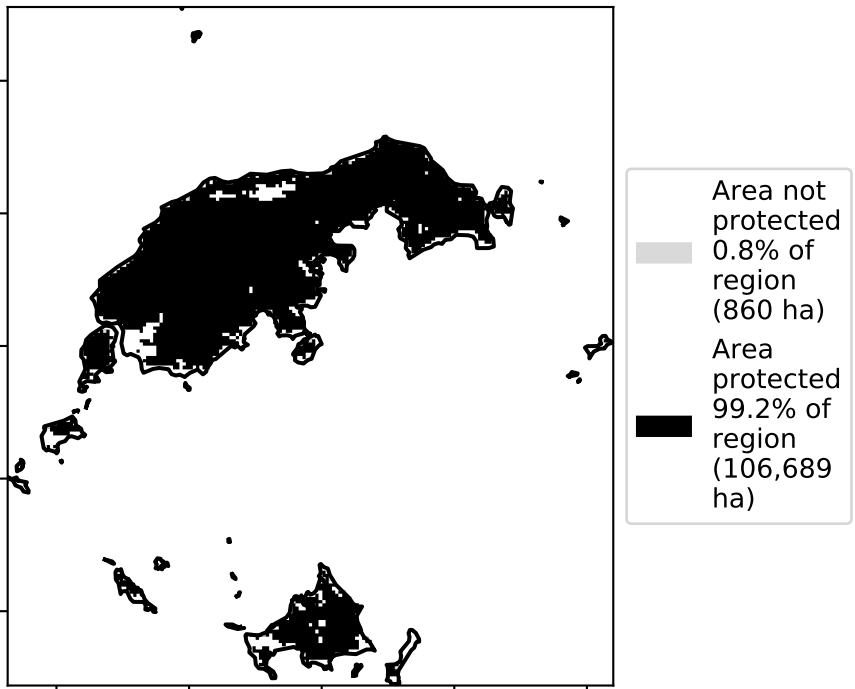 Area not
protected
0.8% of
region
(860 ha)
Area
protected
99.2% of
region
(106,689
ha)